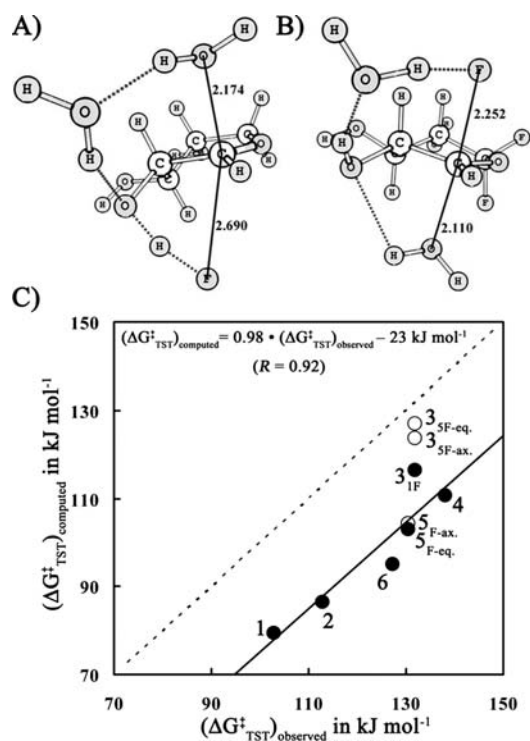 A)
B)
H
O
H
H
O
H
2.174
H
H
H
C
C
C
C
O
H
H
O
O
H
2.690
H
F
H
O
H
F
2.252
H
H
H
O
C
C
C
H
O
F
H
F
H
2.110
H
O
H
C)
150
(ΔG‡TST)computed = 0.98 • (ΔG‡TST)observed – 23 kJ mol-1
(R = 0.92)
130
3 5F-eq.
3 5F-ax.
3 1F
4
110
5 F-ax.
5 F-eq.
6
90
2
1
70
70 90 110 130 150
(ΔG‡TST)computed in kJ mol-1
(ΔG‡TST)observed in kJ mol-1